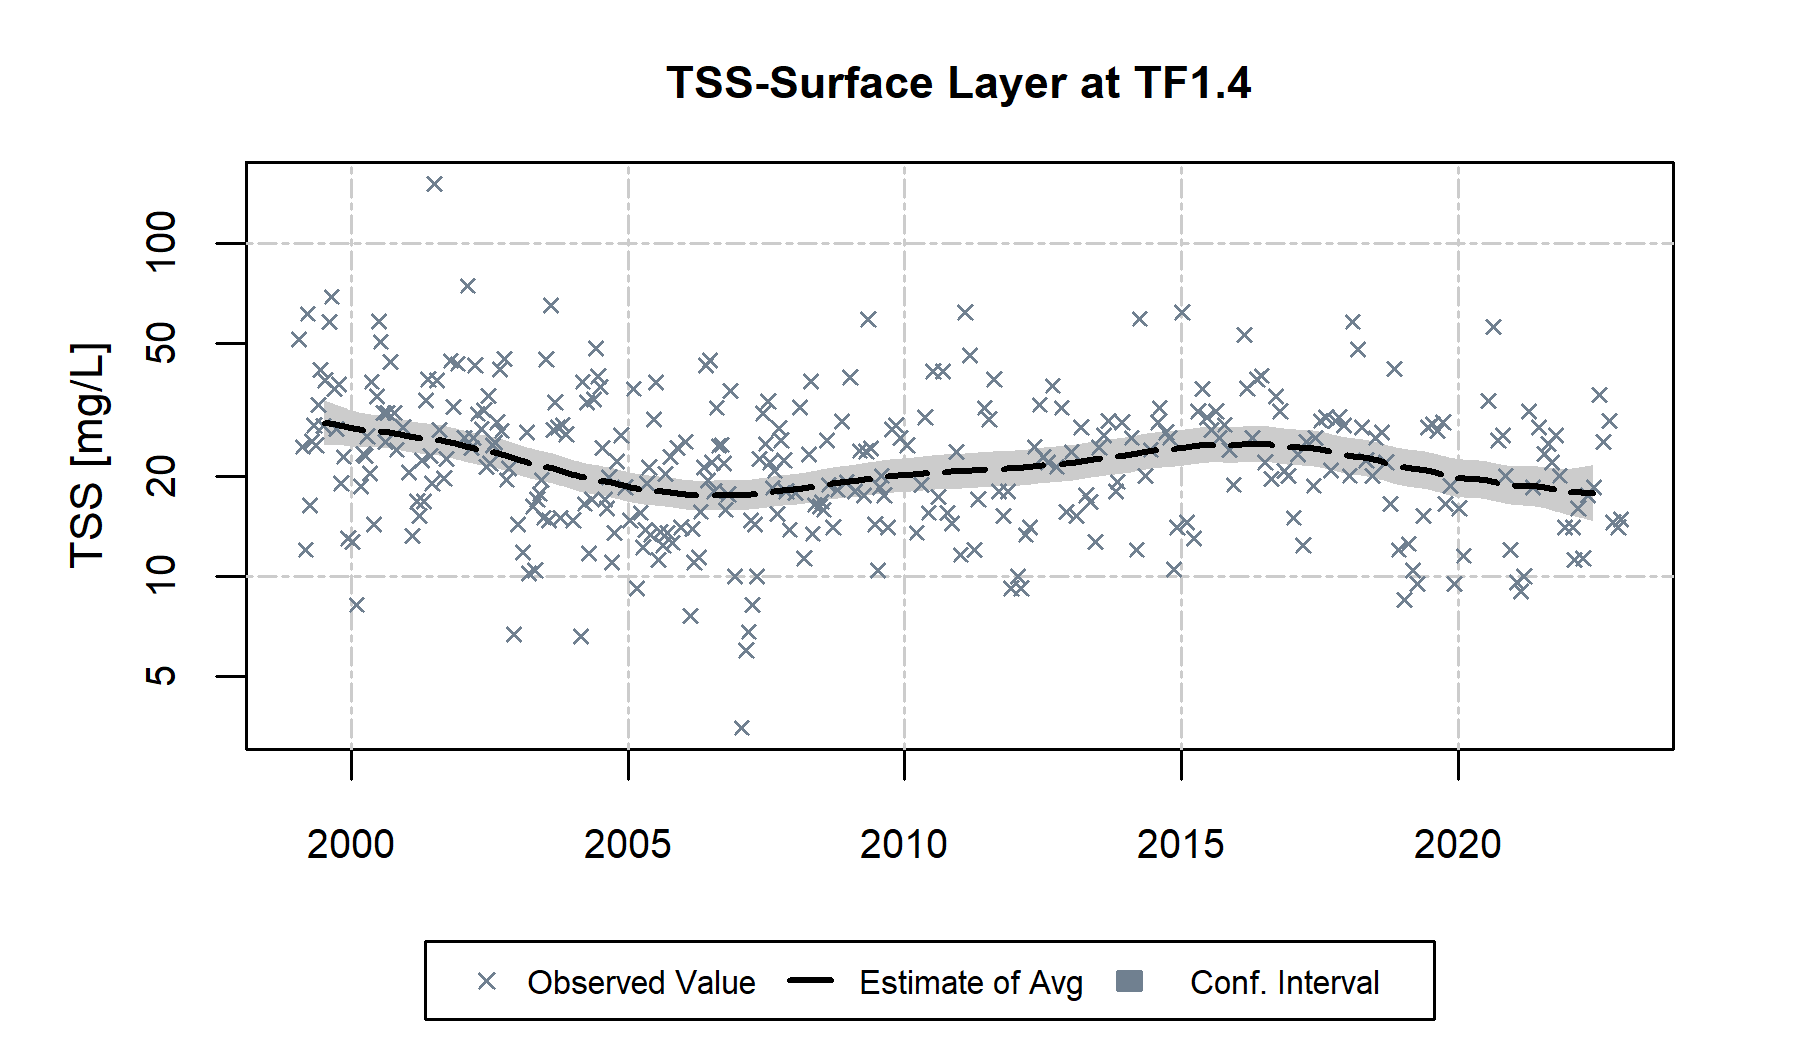 TSS-Surface Layer at TF1.4
TSS [mg/L]
100
50
20
10
5
2000 2005 2010 2015 2020
Observed Value Estimate of Avg Conf. Interval